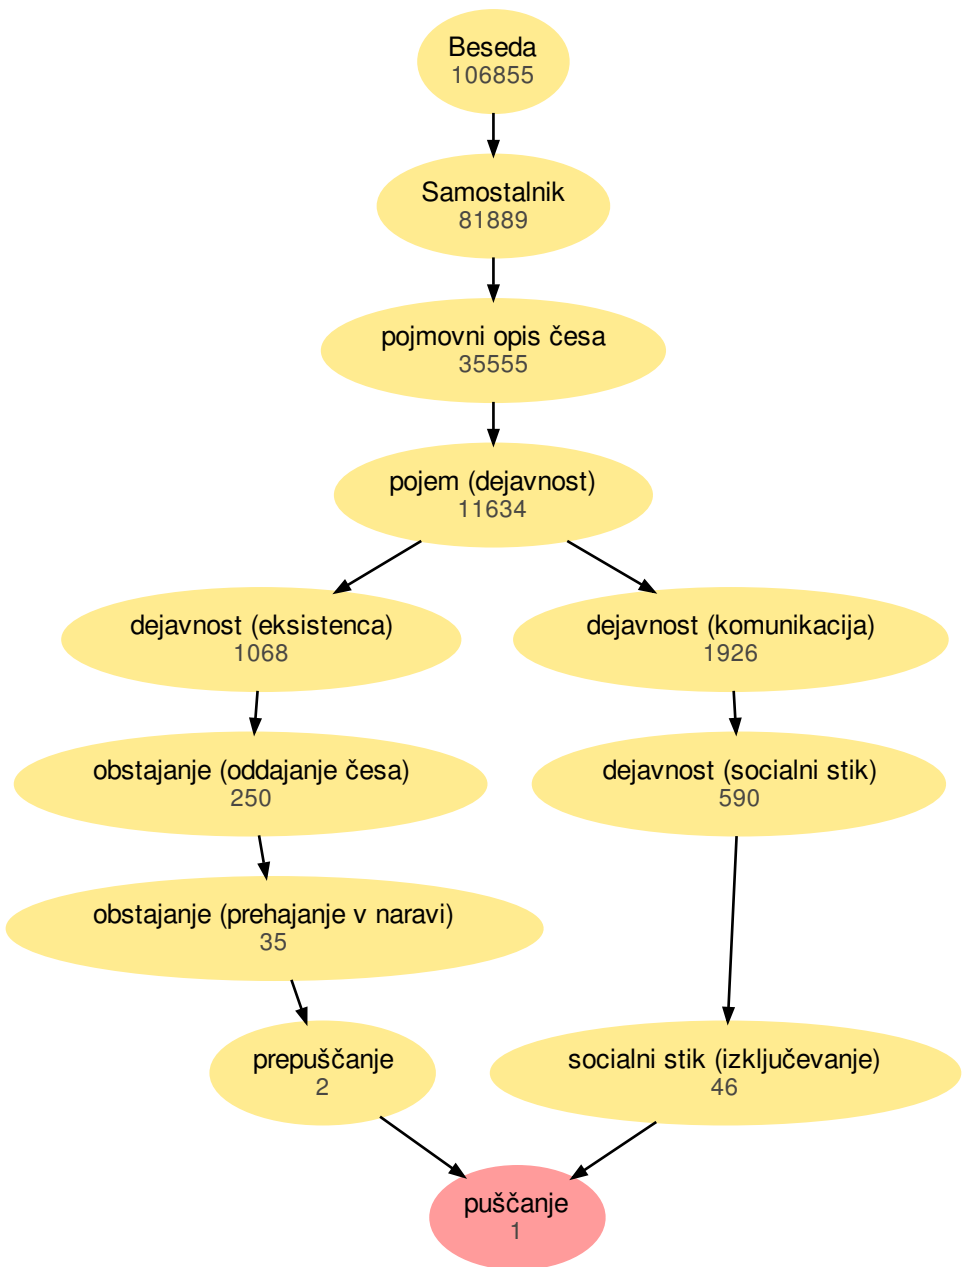 Beseda
106855
Samostalnik
81889
pojmovni opis česa
35555
pojem (dejavnost)
11634
dejavnost (eksistenca)
1068
dejavnost (komunikacija)
1926
obstajanje (oddajanje česa)
250
dejavnost (socialni stik)
590
obstajanje (prehajanje v naravi)
35
prepuščanje
2
socialni stik (izključevanje)
46
puščanje
1